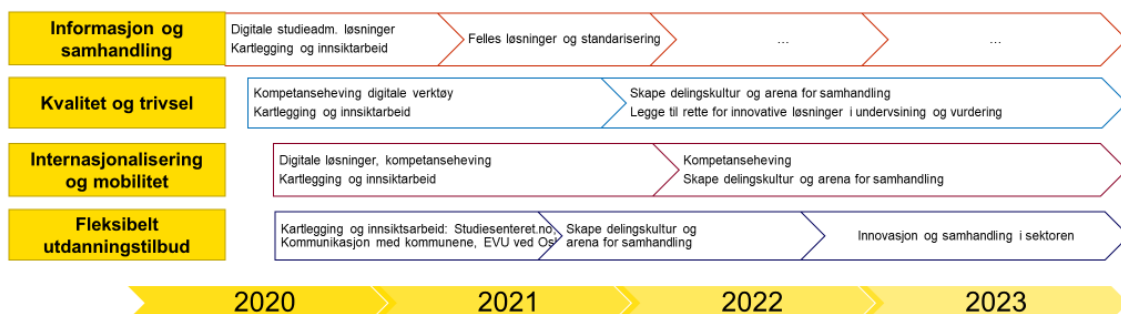 Informasjon og
samhandling
Digitale studieadm. løsninger
Kartlegging og innsiktarbeid
Felles løsninger og standarisering
...
...
Kvalitet og trivsel
Kompetanseheving digitale verktøy
Kartlegging og innsiktarbeid
Skape delingskultur og arena for samhandling
Legge til rette for innovative løsninger i undervsining og vurdering
Internasjonalisering
og mobilitet
Digitale løsninger, kompetanseheving
Kartlegging og innsiktarbeid
Kompetanseheving
Skape delingskultur og arena for samhandling
Fleksibelt
utdanningstilbud
Kartlegging og innsiktarbeid: Studiesenteret.no,
Kommunikasjon med kommunene, EVU ved
Skape delingskultur og
arena for samhandling
Innovasjon og samhandling i sektoren
2020
2021
2022
2023